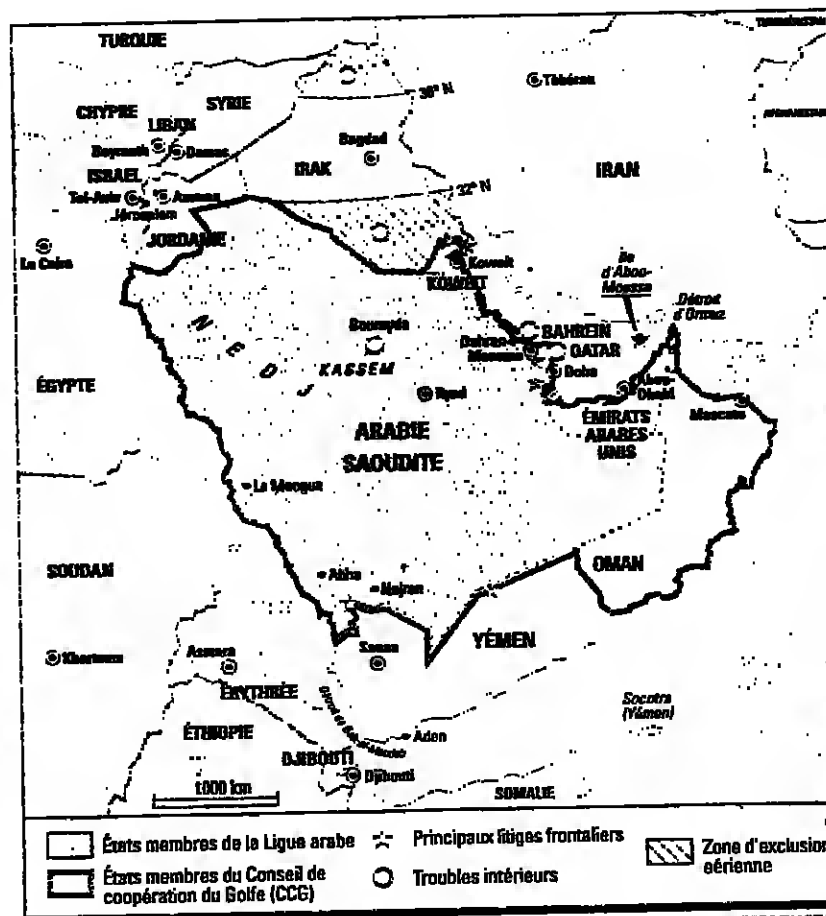 TURQUIE
Téhéran
36° N
CHYPRE
SYRIE
LIBAN
Beyrouth
Damas
Bagdad
IRAK
IRAN
ISRAEL
Tel-Aviv
Amman
Jérusalem
32° N
JORDANIE
Le Caire
Koweït
KOWEÏT
Ile
d'Abou-
Moussa
Détroit
d'Ormuz
NEDJ
BAHREIN
Dahran
QATAR
Doha
KASSEM
Abou-
Dhabi
Ryad
Mascate
ÉGYPTE
ÉMIRATS
ARABES
UNIS
ARABIE
SAOUDITE
La Mecque
SOUDAN
OMAN
Abha
Najran
YÉMEN
Khartoum
Asmara
Sanaa
ÉRYTHRÉE
Socotra
(Yémen)
ÉTHIOPIE
Aden
DJIBOUTI
Djibouti
1000 km
SOMALIE
États membres de la Ligue arabe
États membres du Conseil de
coopération du Golfe (CCG)
Principaux litiges frontaliers
Troubles intérieurs
Zone d'exclusion
aérienne